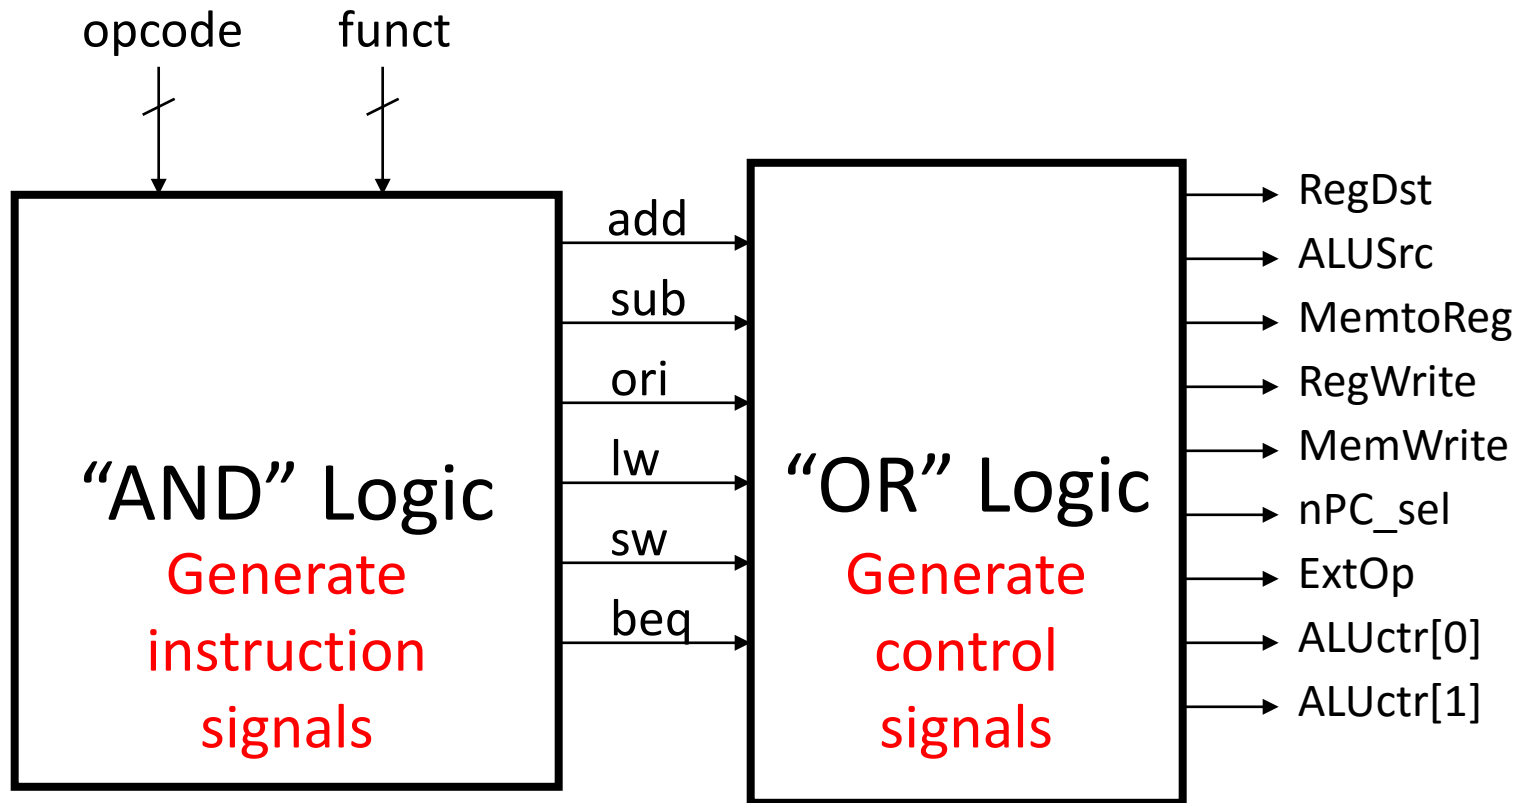 opcode
funct
add
sub
ori
lw
sw
beq
“AND” Logic
Generate
instruction
signals
“OR” Logic
Generate
control
signals
RegDst
ALUSrc
MemtoReg
RegWrite
MemWrite
nPC_sel
ExtOp
ALUctr[0]
ALUctr[1]